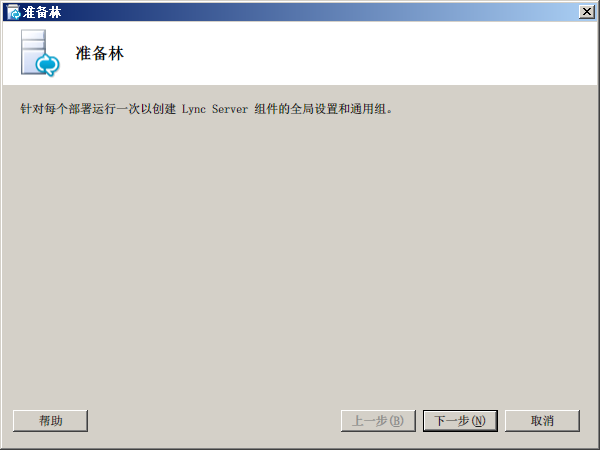 准备林
准备林
针对每个部署运行一次以创建 Lync Server 组件的全局设置和通用组。
帮助
上一步(B)
下一步(N)
取消